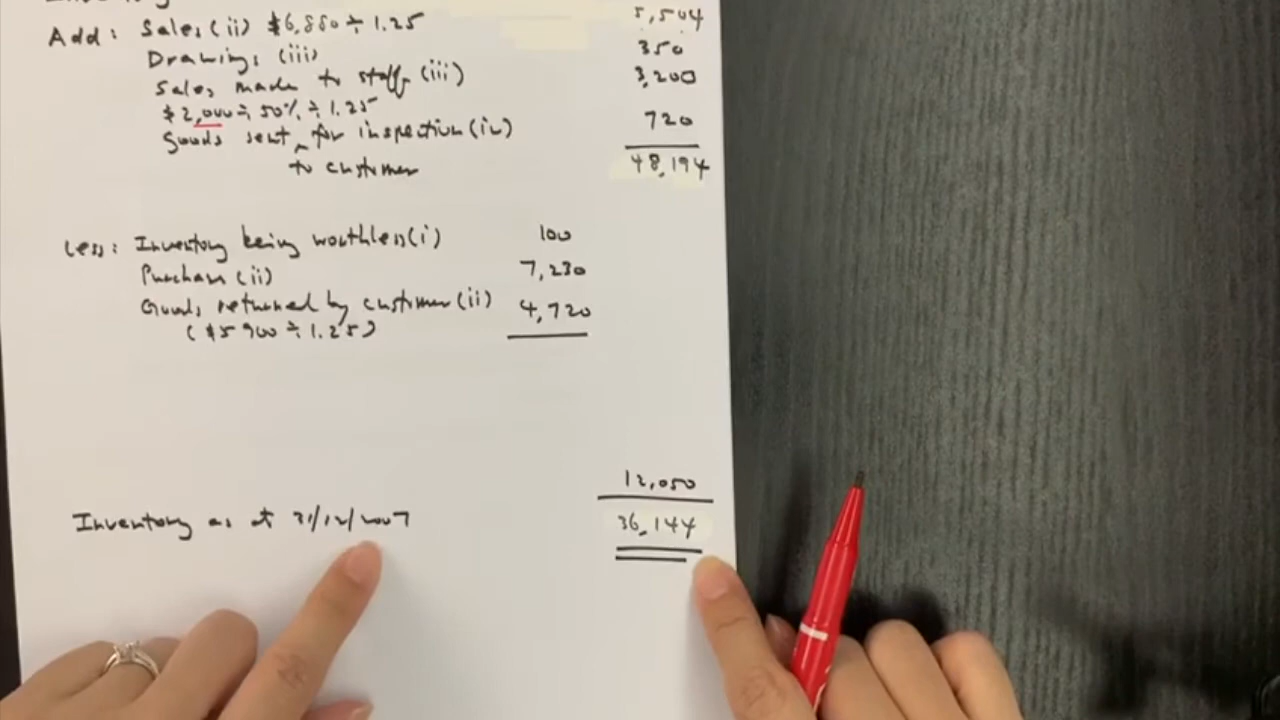 Add: Sales (ii) $6,880 ÷ 1.25 5,504
Drawings (iii) 350
Sales made to staff (iii) 3,200
$2,000 ÷ 50% ÷ 1.25
Goods sent for inspection (iv) 720
^ to customer
48,194
Less: Inventory being worthless (i) 100
Purchases (ii) 7,230
Goods returned by customer (ii) 4,720
($5900 ÷ 1.25)
12,050
Inventory as at 31/12/2007 36,144